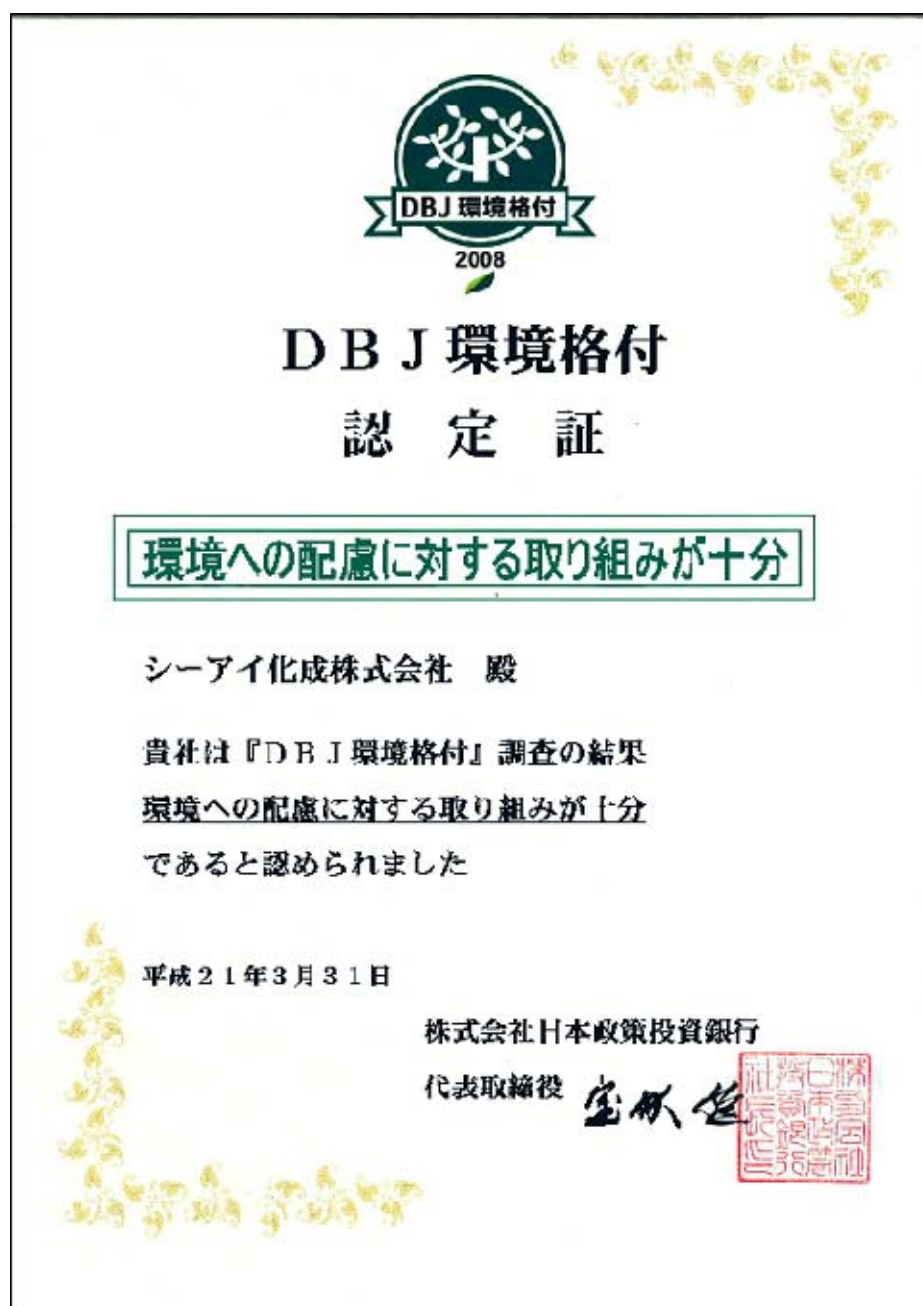 DBJ 環境格付
2008
ＤＢＪ環境格付
認 定 証
環境への配慮に対する取り組みが十分
シーアイ化成株式会社 殿
貴社は『ＤＢＪ環境格付』調査の結果
環境への配慮に対する取り組みが十分
であると認められました
平成２１年３月３１日
株式会社日本政策投資銀行
代表取締役